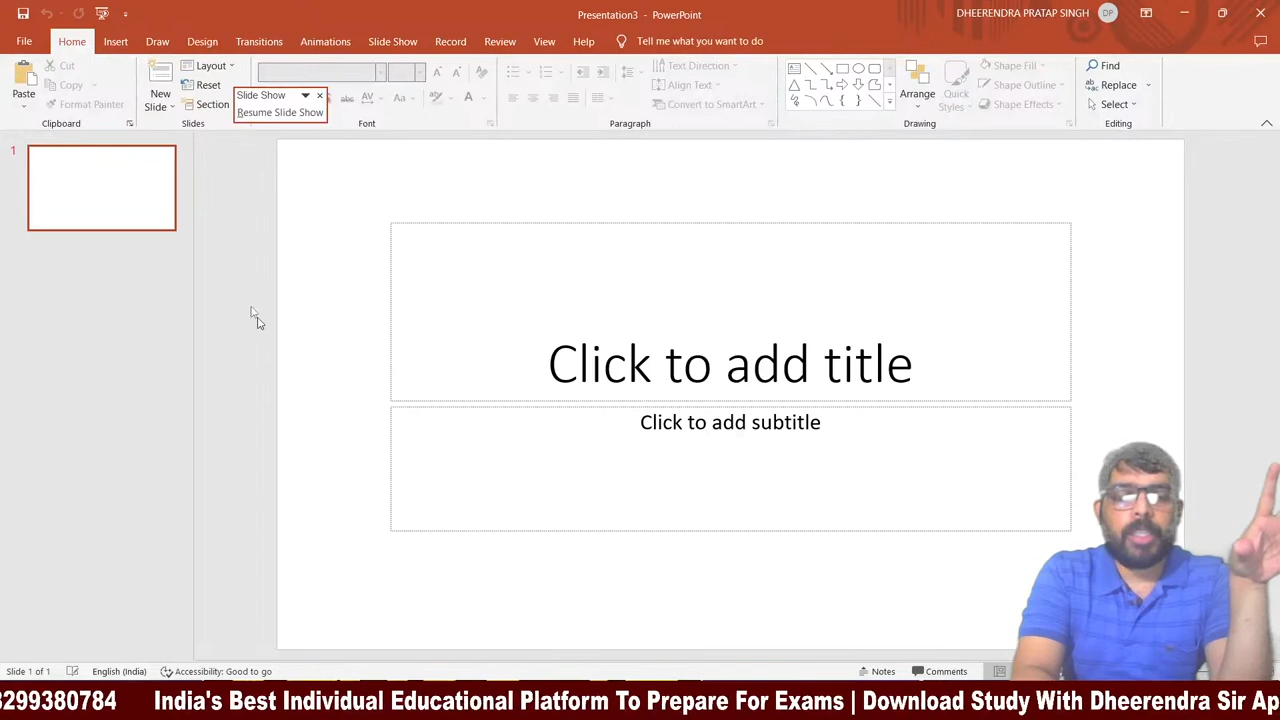 Presentation3 - PowerPoint
DHEERENDRA PRATAP SINGH
DP
File
Home
Insert
Draw
Design
Transitions
Animations
Slide Show
Record
Review
View
Help
Tell me what you want to do
Paste
Cut
Copy
Format Painter
Clipboard
New
Slide
Layout
Reset
Section
Slides
Slide Show
Resume Slide Show
Font
Text Direction
Align Text
Convert to SmartArt
Paragraph
Arrange
Quick
Styles
Shape Fill
Shape Outline
Shape Effects
Drawing
Find
Replace
Select
Editing
1
Click to add title
Click to add subtitle
Slide 1 of 1
English (India)
Accessibility: Good to go
Notes
Comments
8299380784 India's Best Individual Educational Platform To Prepare For Exams | Download Study With Dheerendra Sir Ap